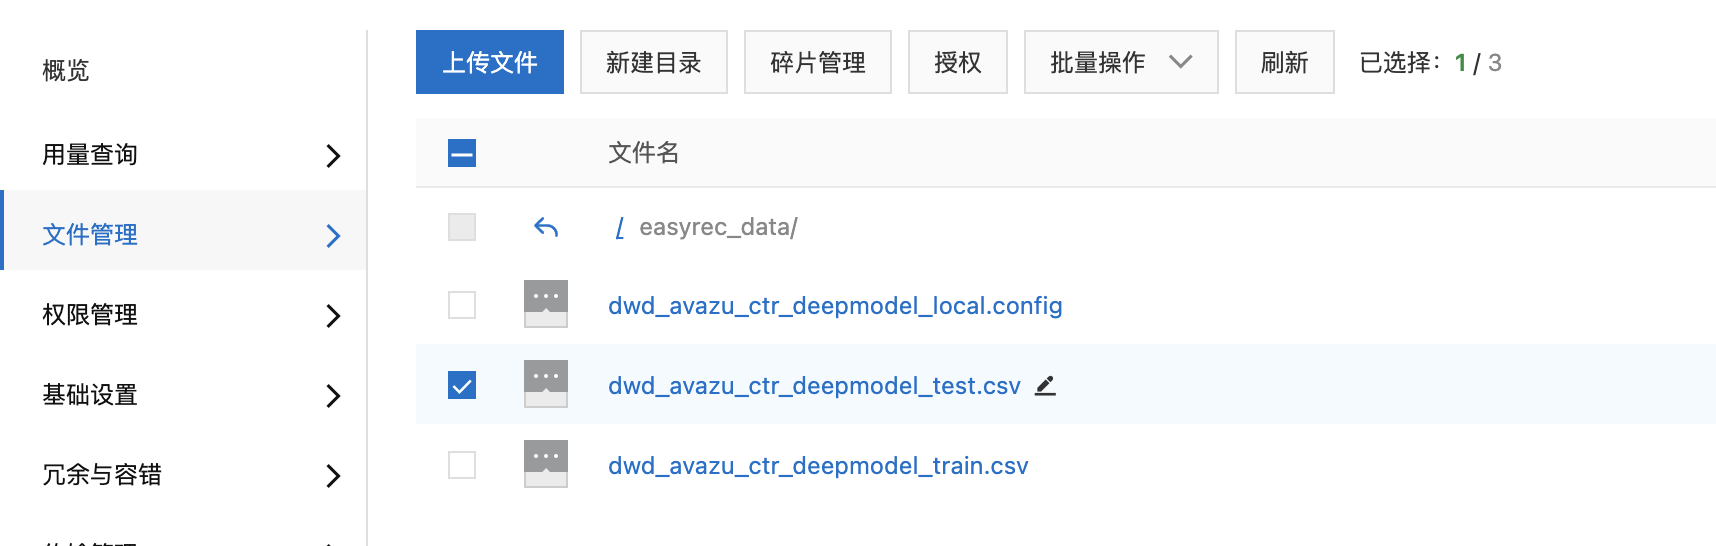 上传文件 新建目录 碎片管理 授权 批量操作 刷新 已选择：1 / 3
概览
用量查询
文件管理
权限管理
基础设置
冗余与容错
文件名
/ easyrec_data/
dwd_avazu_ctr_deepmodel_local.config
dwd_avazu_ctr_deepmodel_test.csv
dwd_avazu_ctr_deepmodel_train.csv